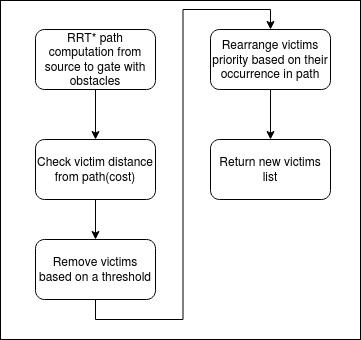 RRT* path
computation from
source to gate with
obstacles
Check victim distance
from path(cost)
Remove victims
based on a threshold
Rearrange victims
priority based on their
occurrence in path
Return new victims
list